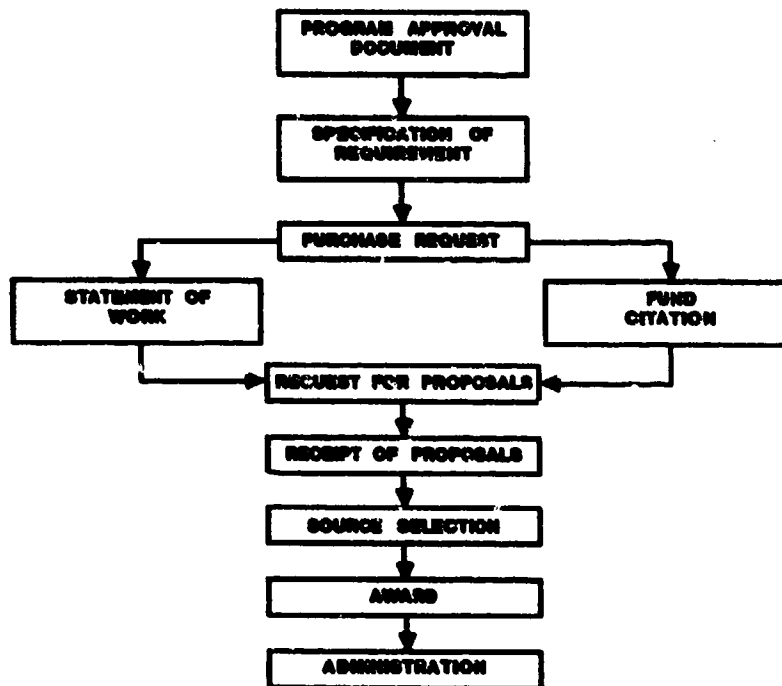 PROGRAM APPROVAL
DOCUMENT
SPECIFICATION OF
REQUIREMENT
PURCHASE REQUEST
STATEMENT OF
WORK
FUND
CITATION
REQUEST FOR PROPOSALS
RECEIPT OF PROPOSALS
SOURCE SELECTION
AWARD
ADMINISTRATION